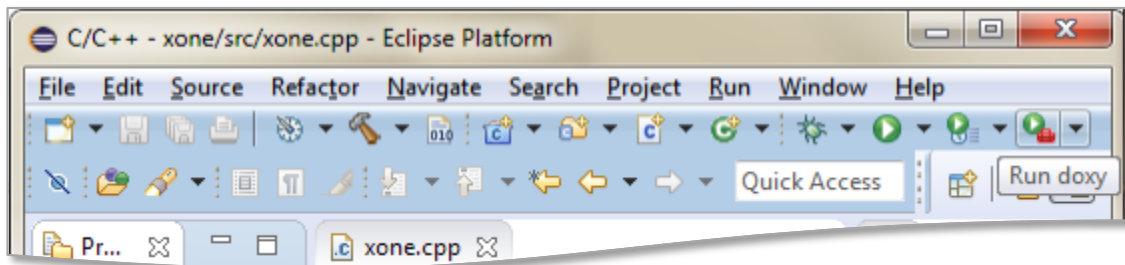 C/C++ - xone/src/xone.cpp - Eclipse Platform
File Edit Source Refactor Navigate Search Project Run Window Help
010
Quick Access
Run doxy
Pr... xone.cpp